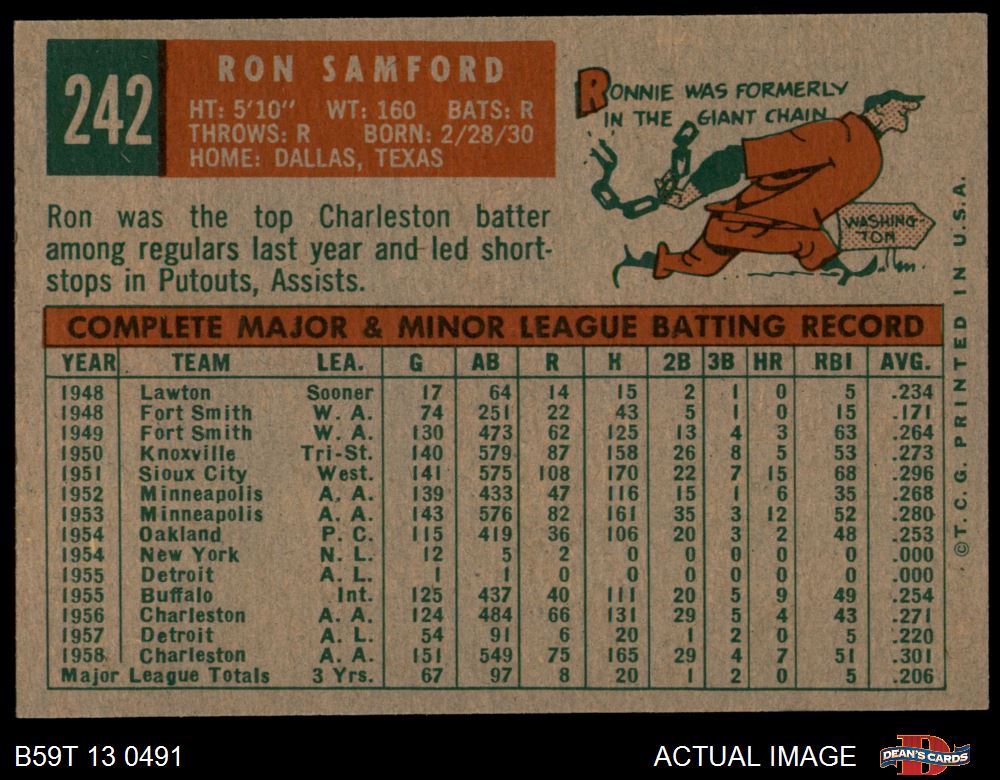 242
RON SAMFORD
HT: 5'10" WT: 160 BATS: R
THROWS: R BORN: 2/28/30
HOME: DALLAS, TEXAS
RONNIE WAS FORMERLY
IN THE GIANT CHAIN
WASHING
TON
Ron was the top Charleston batter
among regulars last year and led short-
stops in Putouts, Assists.
COMPLETE MAJOR & MINOR LEAGUE BATTING RECORD
YEAR TEAM LEA. G AB R H 2B 3B HR RBI AVG.
1948 Lawton Sooner 17 64 14 15 2 1 0 5 .234
1948 Fort Smith W. A. 74 251 22 43 5 1 0 15 .171
1949 Fort Smith W. A. 130 473 62 125 13 4 3 63 .264
1950 Knoxville Tri-St. 140 579 87 158 26 8 5 53 .273
1951 Sioux City West. 141 575 108 170 22 7 15 68 .296
1952 Minneapolis A. A. 139 433 47 116 15 1 6 35 .268
1953 Minneapolis A. A. 143 576 82 161 35 3 12 52 .280
1954 Oakland P. C. 115 419 36 106 20 3 2 48 .253
1954 New York N. L. 12 5 2 0 0 0 0 0 .000
1955 Detroit A. L. 1 1 0 0 0 0 0 0 .000
1955 Buffalo Int. 125 437 40 111 20 5 9 49 .254
1956 Charleston A. A. 124 484 66 131 29 5 4 43 .271
1957 Detroit A. L. 54 91 6 20 1 2 0 5 .220
1958 Charleston A. A. 151 549 75 165 29 4 7 51 .301
Major League Totals 3 Yrs. 67 97 8 20 1 2 0 5 .206
©T.C.G. PRINTED IN U.S.A.
B59T 13 0491
ACTUAL IMAGE
D
DEAN'S CARDS